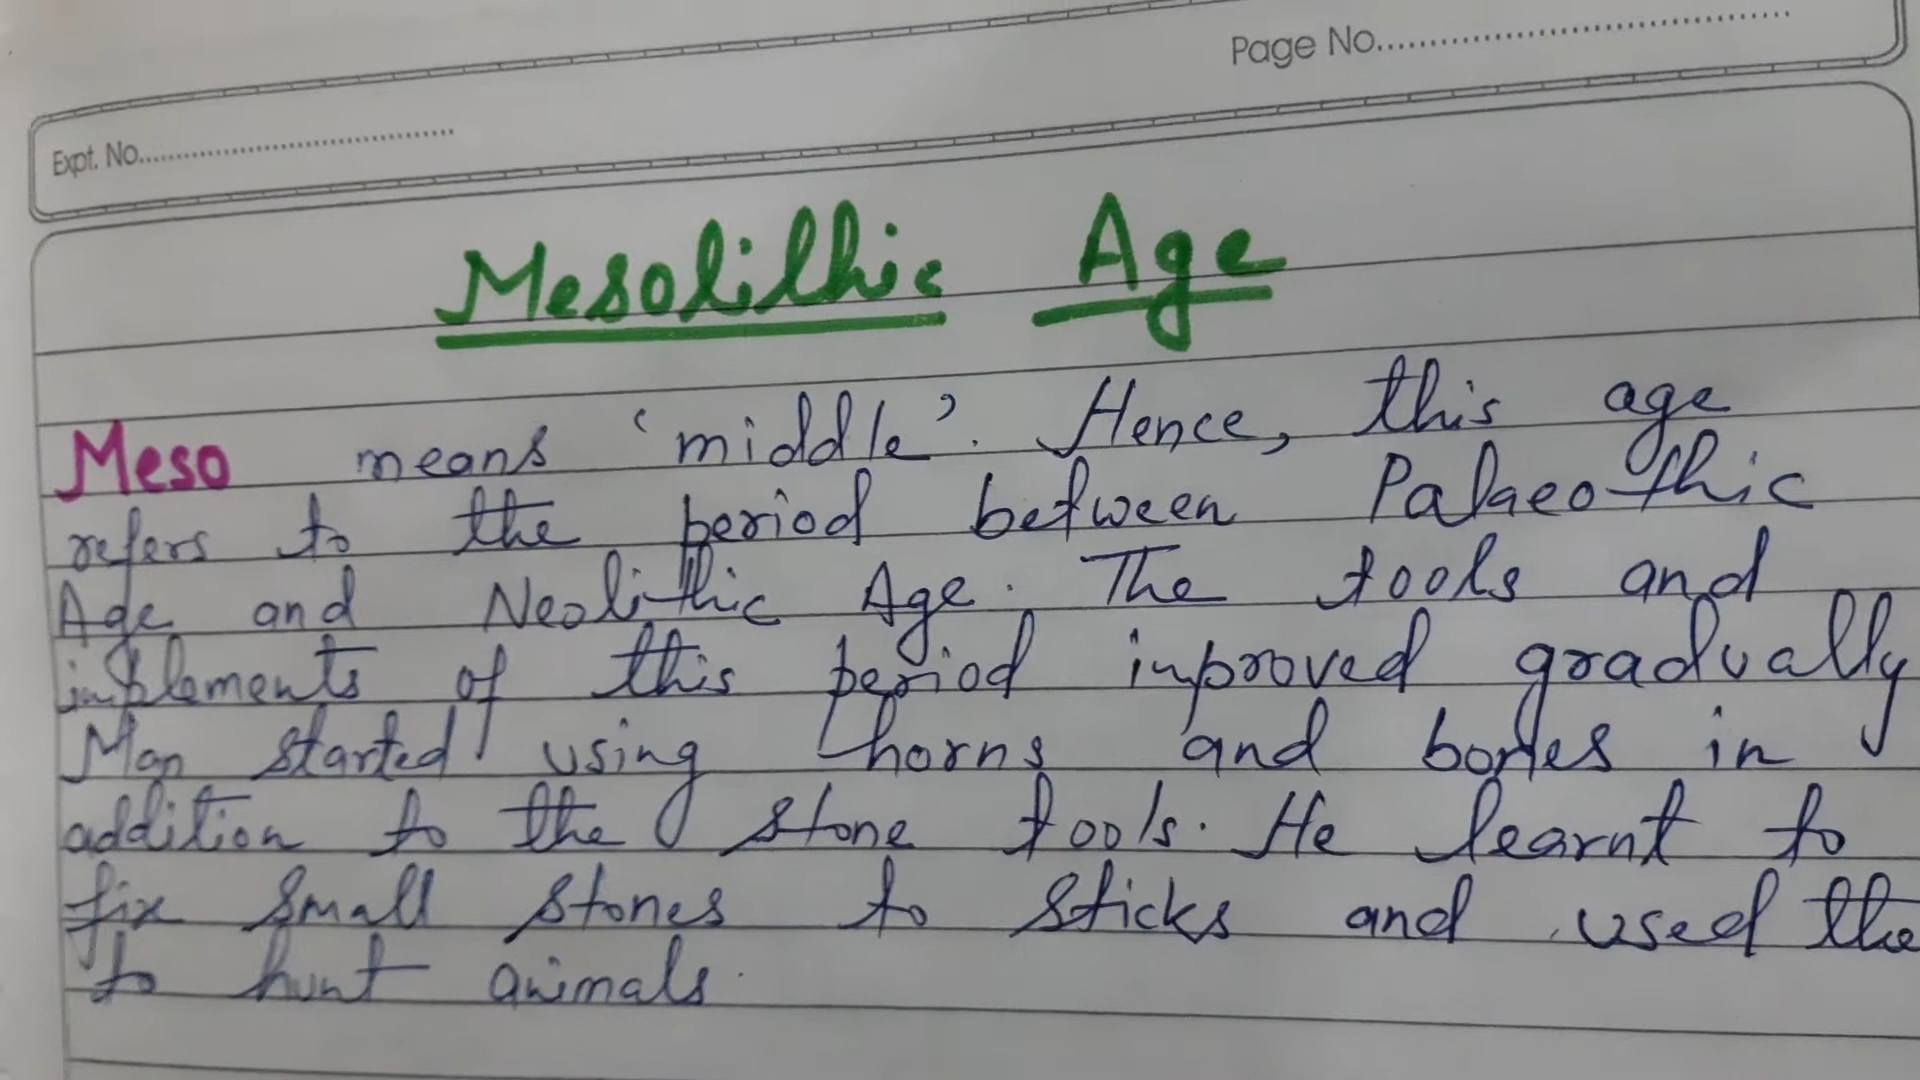 Page No.
Expt. No.
Mesolithic Age
Meso means 'middle'. Hence, this age
refers to the period between Palaeothic
Age and Neolithic Age. The tools and
implements of this period improved gradually
Man started using horns and bones in
addition to the stone tools. He learnt to
fix small stones to sticks and used the
to hunt animals.